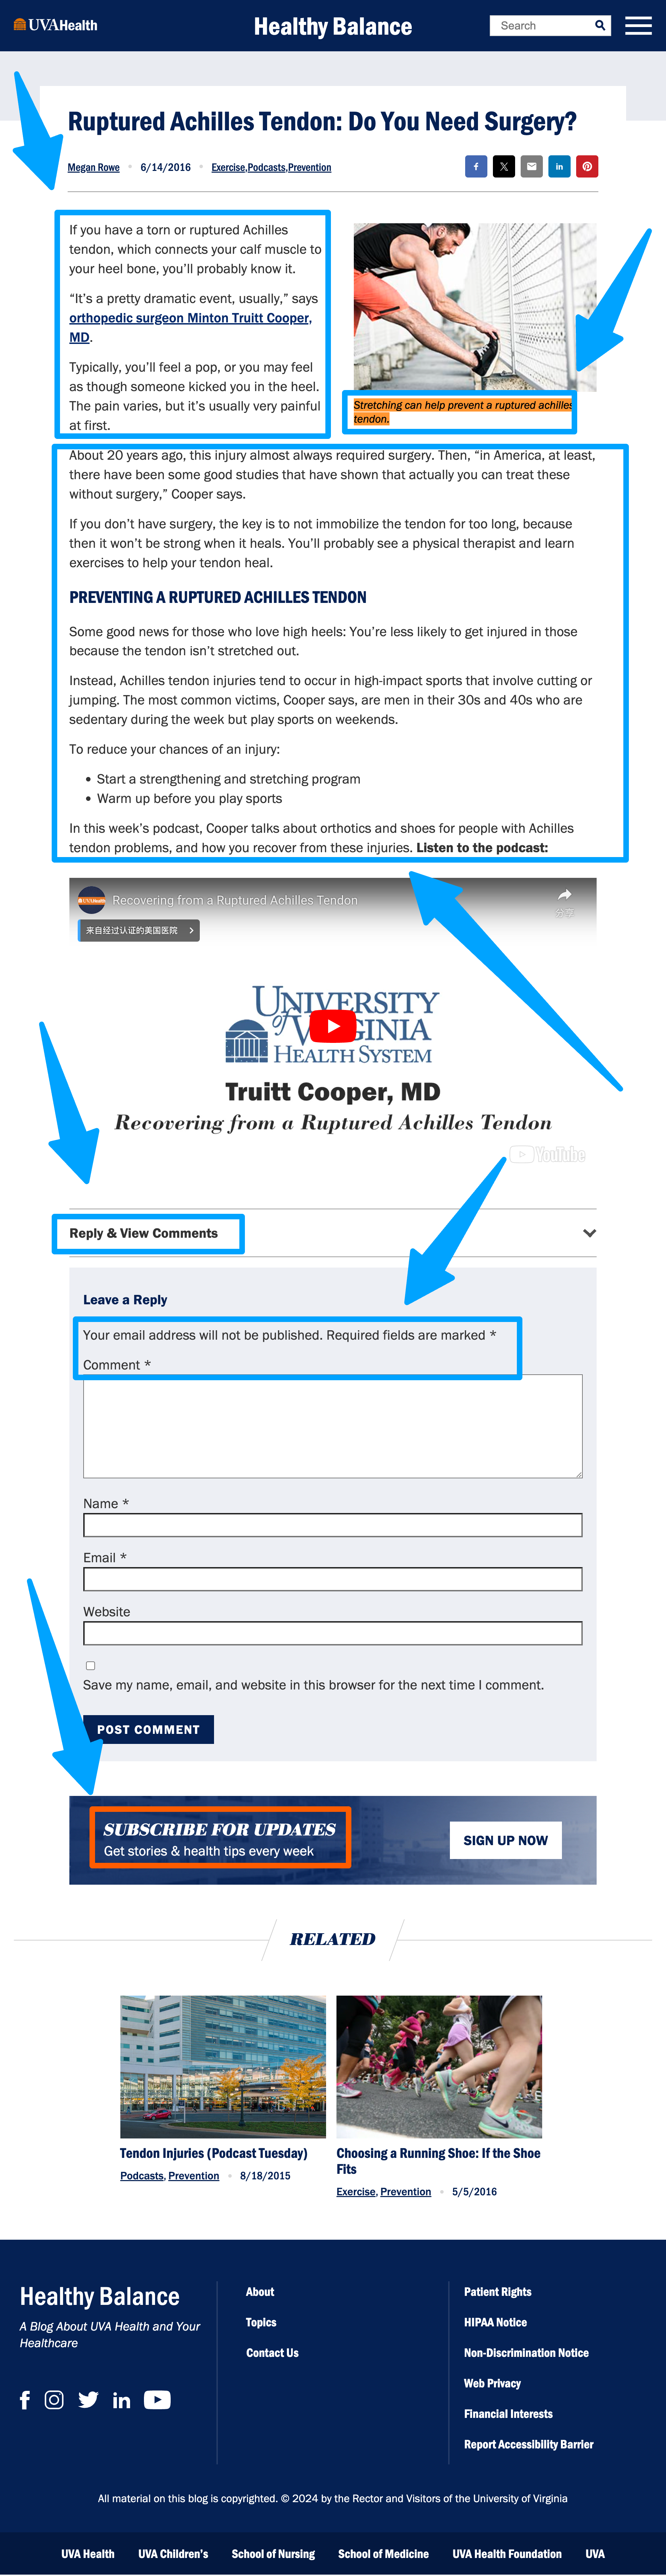 UVAHealth
Healthy Balance
Search
Ruptured Achilles Tendon: Do You Need Surgery?
Megan Rowe 6/14/2016 Exercise,Podcasts,Prevention
If you have a torn or ruptured Achilles
tendon, which connects your calf muscle to
your heel bone, you’ll probably know it.
“It’s a pretty dramatic event, usually,” says
orthopedic surgeon Minton Truitt Cooper,
MD.
Typically, you’ll feel a pop, or you may feel
as though someone kicked you in the heel.
The pain varies, but it’s usually very painful
at first.
Stretching can help prevent a ruptured achilles
tendon.
About 20 years ago, this injury almost always required surgery. Then, “in America, at least,
there have been some good studies that have shown that actually you can treat these
without surgery,” Cooper says.
If you don’t have surgery, the key is to not immobilize the tendon for too long, because
then it won’t be strong when it heals. You’ll probably see a physical therapist and learn
exercises to help your tendon heal.
PREVENTING A RUPTURED ACHILLES TENDON
Some good news for those who love high heels: You’re less likely to get injured in those
because the tendon isn’t stretched out.
Instead, Achilles tendon injuries tend to occur in high-impact sports that involve cutting or
jumping. The most common victims, Cooper says, are men in their 30s and 40s who are
sedentary during the week but play sports on weekends.
To reduce your chances of an injury:
• Start a strengthening and stretching program
• Warm up before you play sports
In this week’s podcast, Cooper talks about orthotics and shoes for people with Achilles
tendon problems, and how you recover from these injuries. Listen to the podcast:
Recovering from a Ruptured Achilles Tendon
分享
来自经过认证的美国医院
UNIVERSITY
of VIRGINIA
HEALTH SYSTEM
Truitt Cooper, MD
Recovering from a Ruptured Achilles Tendon
YouTube
Reply & View Comments
Leave a Reply
Your email address will not be published. Required fields are marked *
Comment *
Name *
Email *
Website
Save my name, email, and website in this browser for the next time I comment.
POST COMMENT
SUBSCRIBE FOR UPDATES
Get stories & health tips every week
SIGN UP NOW
RELATED
Tendon Injuries (Podcast Tuesday)
Podcasts, Prevention 8/18/2015
Choosing a Running Shoe: If the Shoe
Fits
Exercise, Prevention 5/5/2016
Healthy Balance
A Blog About UVA Health and Your
Healthcare
About
Topics
Contact Us
Patient Rights
HIPAA Notice
Non-Discrimination Notice
Web Privacy
Financial Interests
Report Accessibility Barrier
All material on this blog is copyrighted. © 2024 by the Rector and Visitors of the University of Virginia
UVA Health UVA Children’s School of Nursing School of Medicine UVA Health Foundation UVA